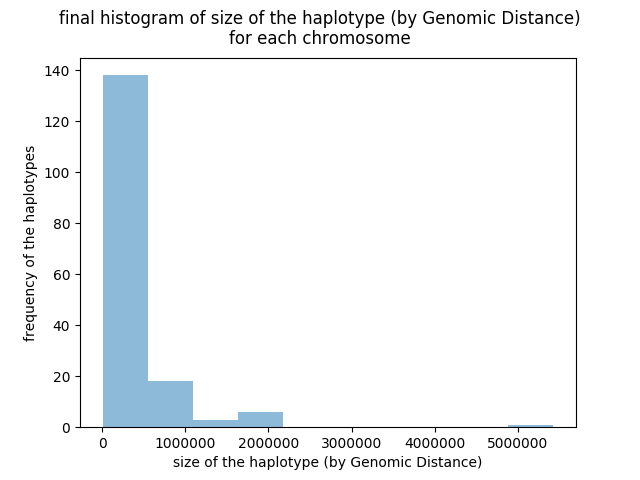 final histogram of size of the haplotype (by Genomic Distance)
for each chromosome
140
120
100
80
60
40
20
0
frequency of the haplotypes
0 1000000 2000000 3000000 4000000 5000000
size of the haplotype (by Genomic Distance)